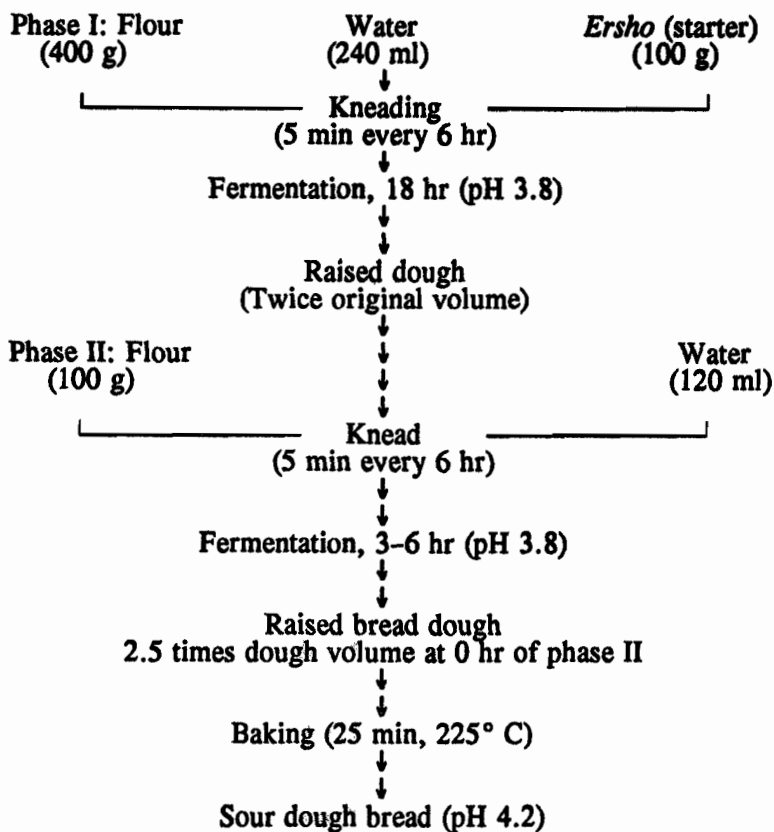 Phase I: Flour Water Ersho (starter)
(400 g) (240 ml) (100 g)
Kneading
(5 min every 6 hr)
Fermentation, 18 hr (pH 3.8)
Raised dough
(Twice original volume)
Phase II: Flour Water
(100 g) (120 ml)
Knead
(5 min every 6 hr)
Fermentation, 3–6 hr (pH 3.8)
Raised bread dough
2.5 times dough volume at 0 hr of phase II
Baking (25 min, 225° C)
Sour dough bread (pH 4.2)